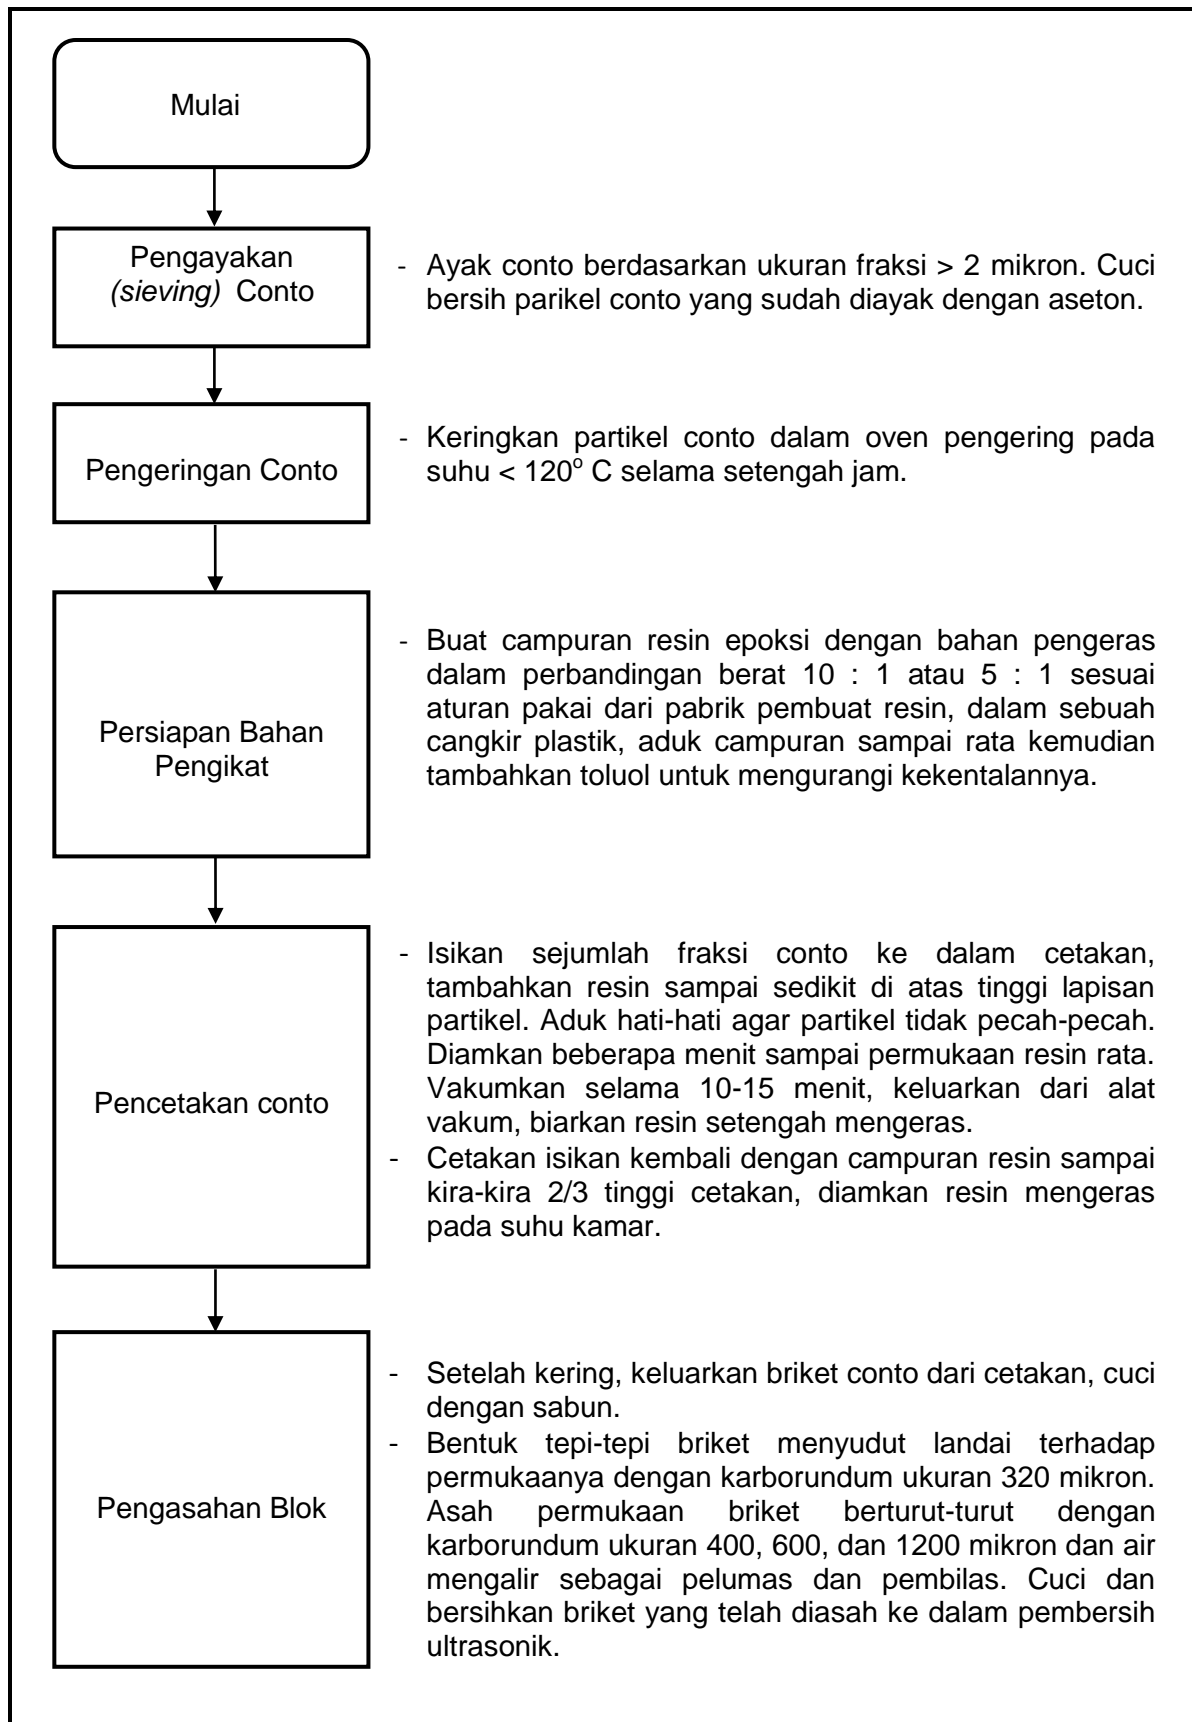 Mulai
Pengayakan
(sieving) Conto
- Ayak conto berdasarkan ukuran fraksi > 2 mikron. Cuci
bersih parikel conto yang sudah diayak dengan aseton.
Pengeringan Conto
- Keringkan partikel conto dalam oven pengering pada
suhu < 120° C selama setengah jam.
Persiapan Bahan
Pengikat
- Buat campuran resin epoksi dengan bahan pengeras
dalam perbandingan berat 10 : 1 atau 5 : 1 sesuai
aturan pakai dari pabrik pembuat resin, dalam sebuah
cangkir plastik, aduk campuran sampai rata kemudian
tambahkan toluol untuk mengurangi kekentalannya.
Pencetakan conto
- Isikan sejumlah fraksi conto ke dalam cetakan,
tambahkan resin sampai sedikit di atas tinggi lapisan
partikel. Aduk hati-hati agar partikel tidak pecah-pecah.
Diamkan beberapa menit sampai permukaan resin rata.
Vakumkan selama 10-15 menit, keluarkan dari alat
vakum, biarkan resin setengah mengeras.
- Cetakan isikan kembali dengan campuran resin sampai
kira-kira 2/3 tinggi cetakan, diamkan resin mengeras
pada suhu kamar.
Pengasahan Blok
- Setelah kering, keluarkan briket conto dari cetakan, cuci
dengan sabun.
- Bentuk tepi-tepi briket menyudut landai terhadap
permukaanya dengan karborundum ukuran 320 mikron.
Asah permukaan briket berturut-turut dengan
karborundum ukuran 400, 600, dan 1200 mikron dan air
mengalir sebagai pelumas dan pembilas. Cuci dan
bersihkan briket yang telah diasah ke dalam pembersih
ultrasonik.